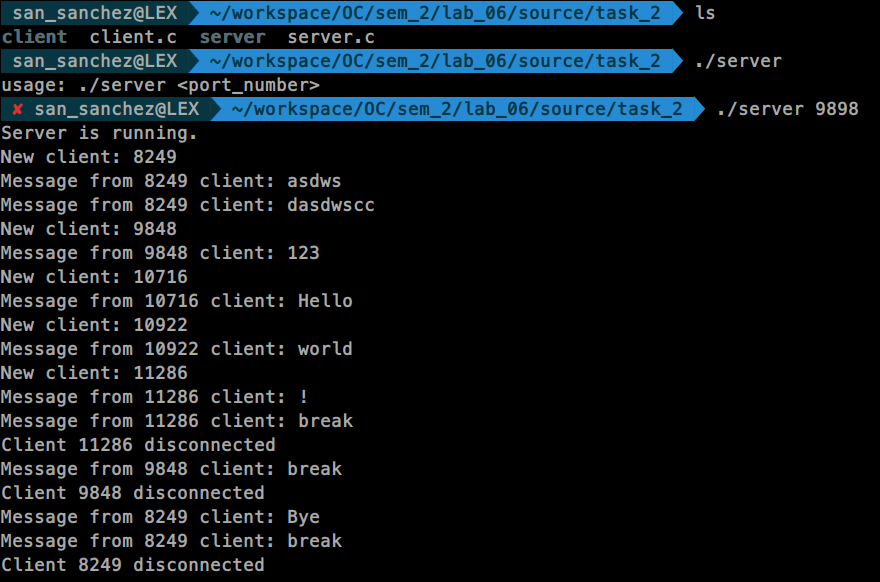 san_sanchez@LEX ~/workspace/OC/sem_2/lab_06/source/task_2 ls
client client.c server server.c
san_sanchez@LEX ~/workspace/OC/sem_2/lab_06/source/task_2 ./server
usage: ./server <port_number>
✘ san_sanchez@LEX ~/workspace/OC/sem_2/lab_06/source/task_2 ./server 9898
Server is running.
New client: 8249
Message from 8249 client: asdws
Message from 8249 client: dasdwscc
New client: 9848
Message from 9848 client: 123
New client: 10716
Message from 10716 client: Hello
New client: 10922
Message from 10922 client: world
New client: 11286
Message from 11286 client: !
Message from 11286 client: break
Client 11286 disconnected
Message from 9848 client: break
Client 9848 disconnected
Message from 8249 client: Bye
Message from 8249 client: break
Client 8249 disconnected